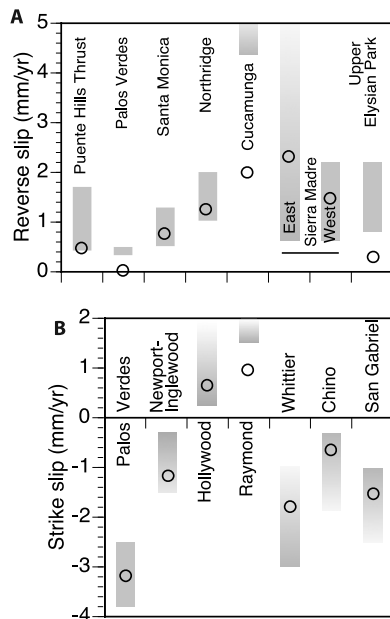 A
Reverse slip (mm/yr)
5
4
3
2
1
0
Puente Hills Thrust
Palos Verdes
Santa Monica
Northridge
Cucamunga
East
Sierra Madre
West
Upper
Elysian Park
B
Strike slip (mm/yr)
2
1
0
-1
-2
-3
-4
Palos Verdes
Newport-
Inglewood
Hollywood
Raymond
Whittier
Chino
San Gabriel